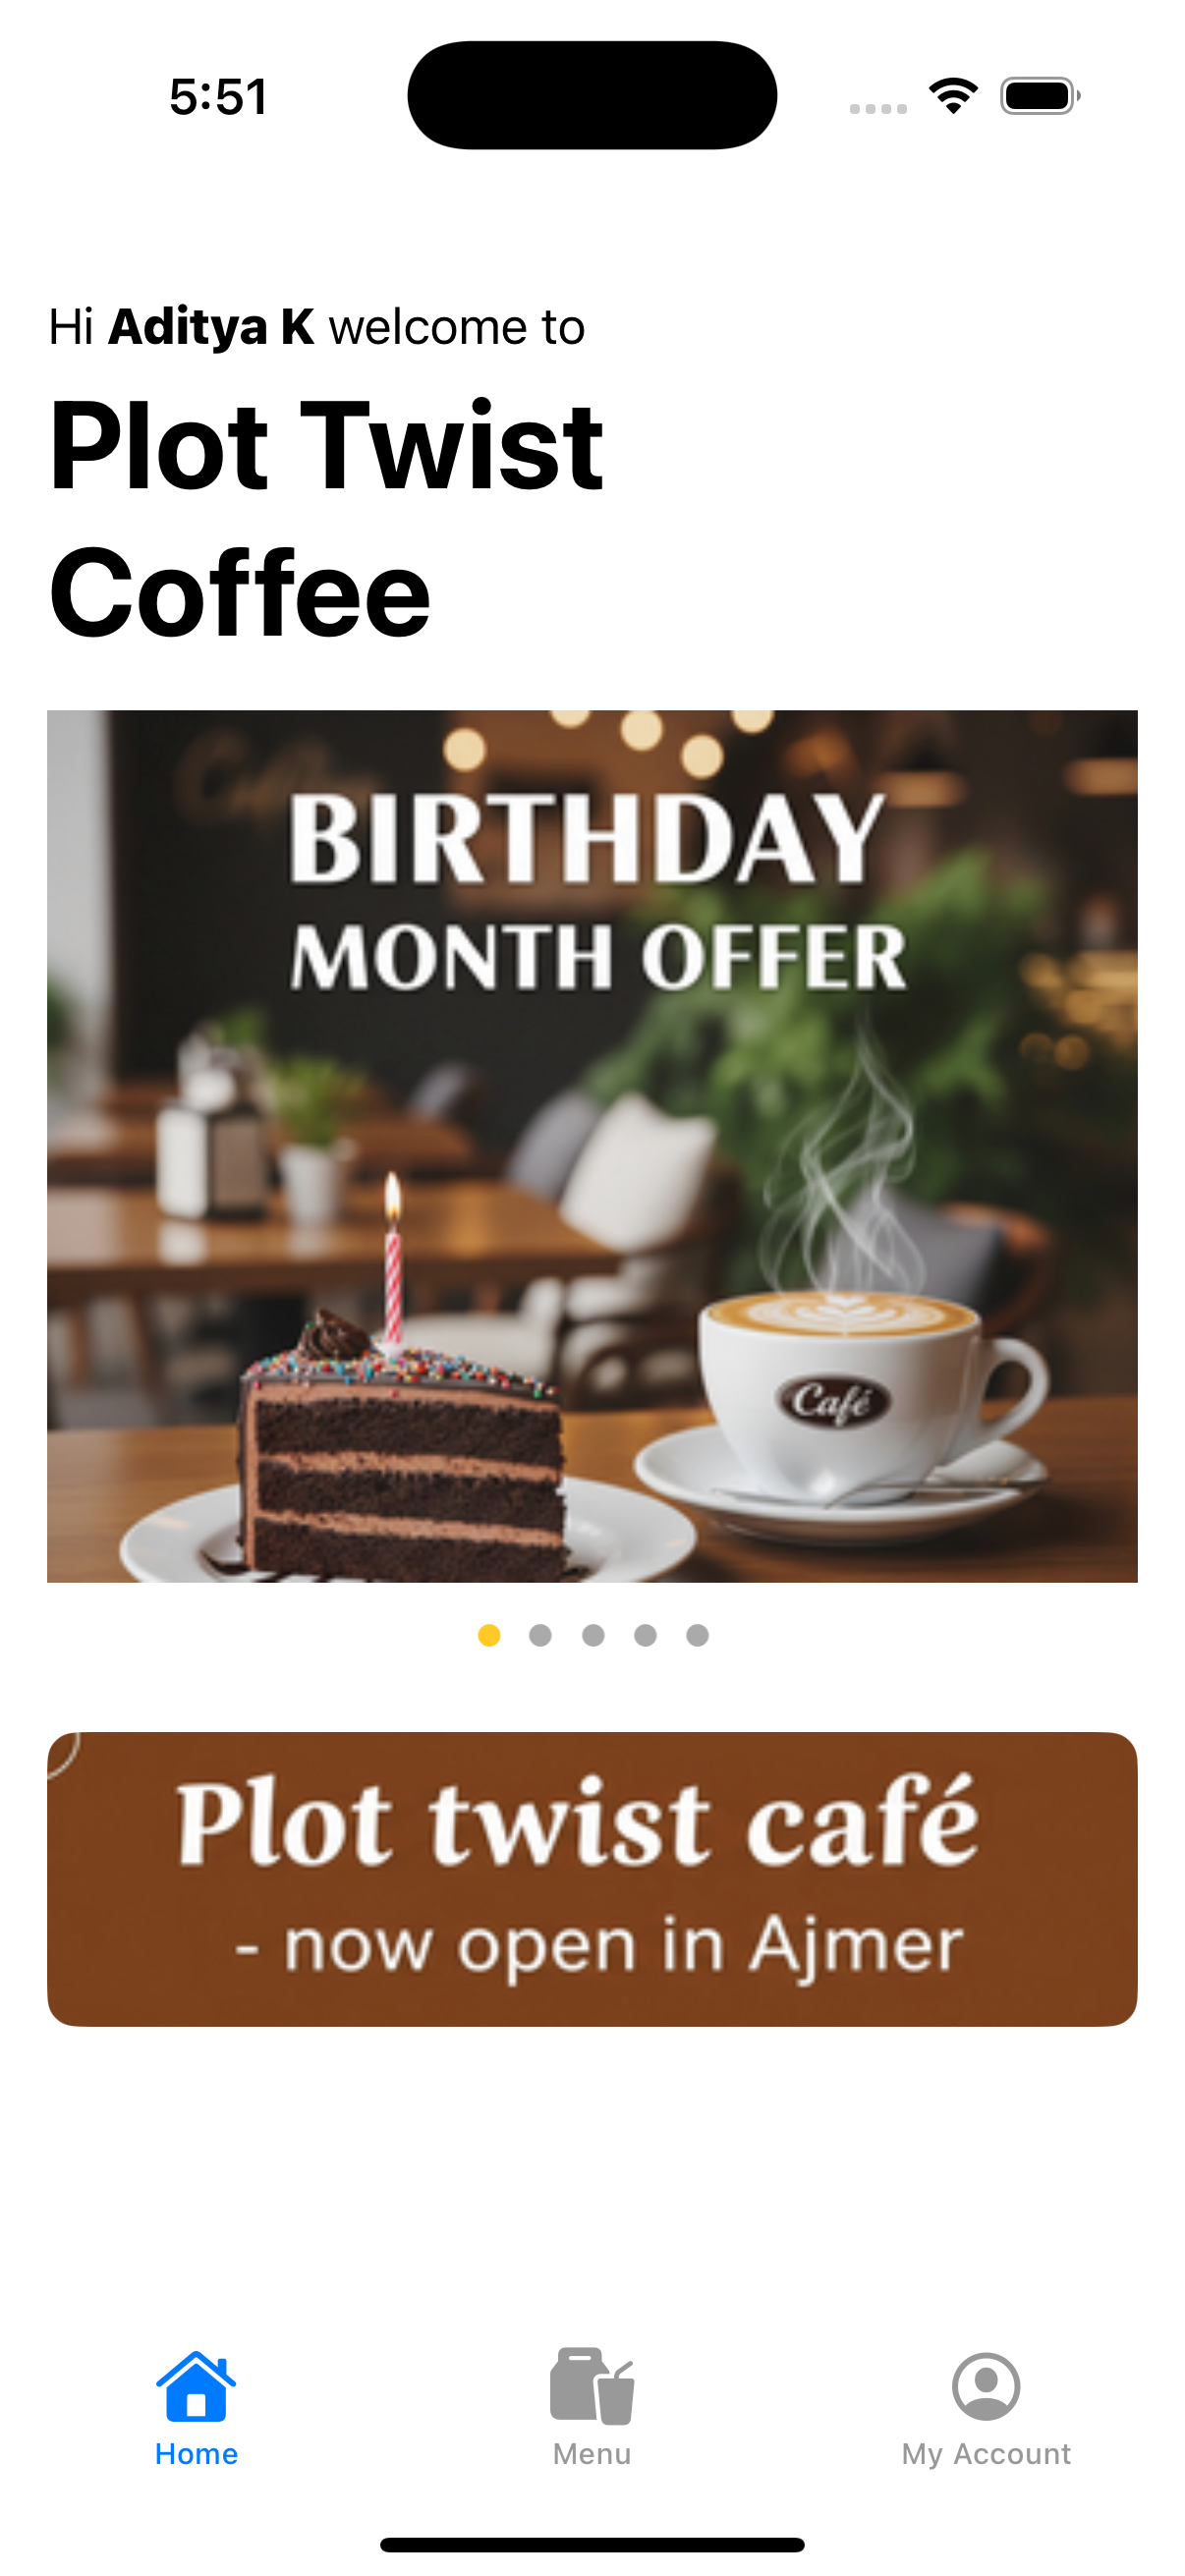 5:51
Hi Aditya K welcome to
Plot Twist
Coffee
BIRTHDAY
MONTH OFFER
Café
Plot twist café
- now open in Ajmer
Home
Menu
My Account